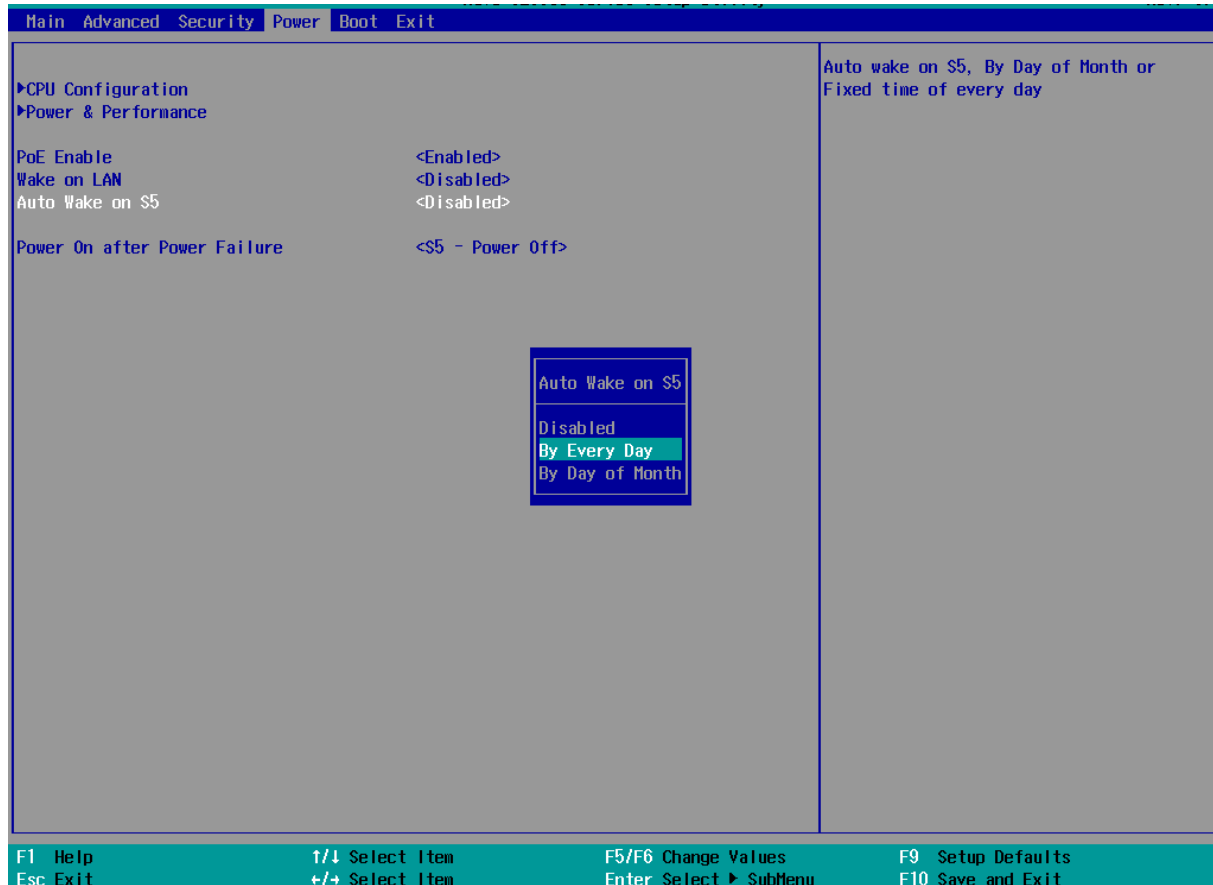 Main Advanced Security Power Boot Exit
▶CPU Configuration
▶Power & Performance
PoE Enable <Enabled>
Wake on LAN <Disabled>
Auto Wake on S5 <Disabled>
Power On after Power Failure <S5 - Power Off>
Auto wake on S5, By Day of Month or
Fixed time of every day
Auto Wake on S5
Disabled
By Every Day
By Day of Month
F1 Help ↑/↓ Select Item F5/F6 Change Values F9 Setup Defaults
Esc Exit ←/→ Select Item Enter Select ▶ SubMenu F10 Save and Exit